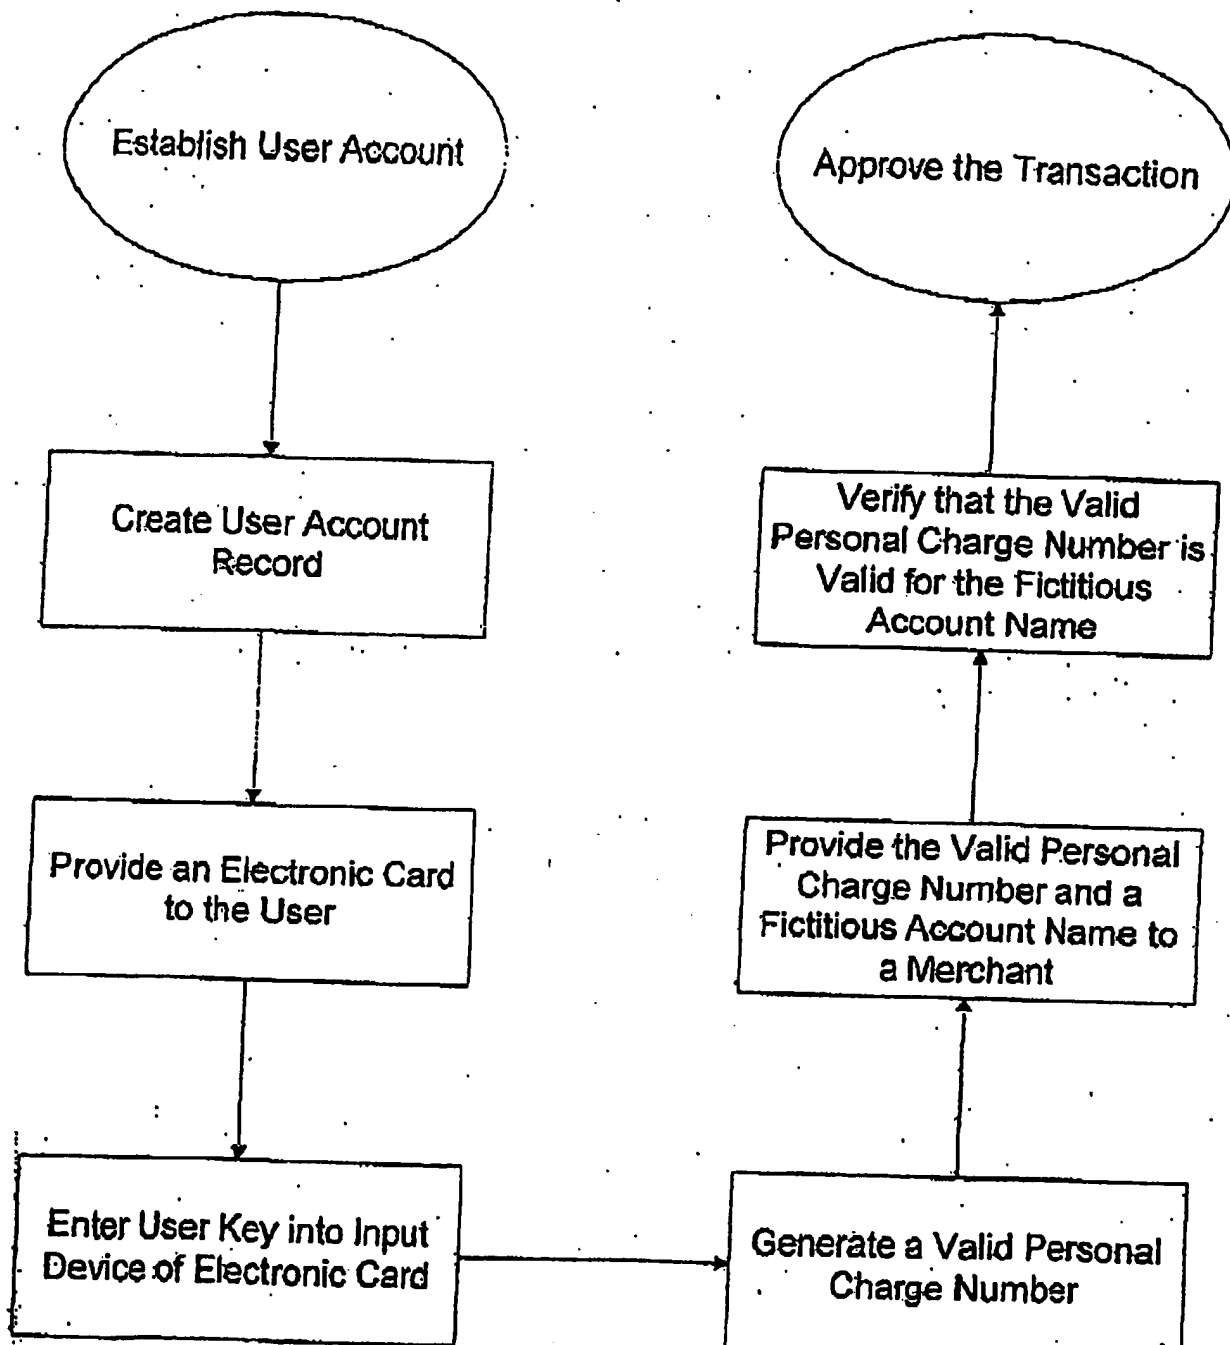 Establish User Account
Create User Account
Record
Provide an Electronic Card
to the User
Enter User Key into Input
Device of Electronic Card
Generate a Valid Personal
Charge Number
Provide the Valid Personal
Charge Number and a
Fictitious Account Name to
a Merchant
Verify that the Valid
Personal Charge Number is
Valid for the Fictitious
Account Name
Approve the Transaction